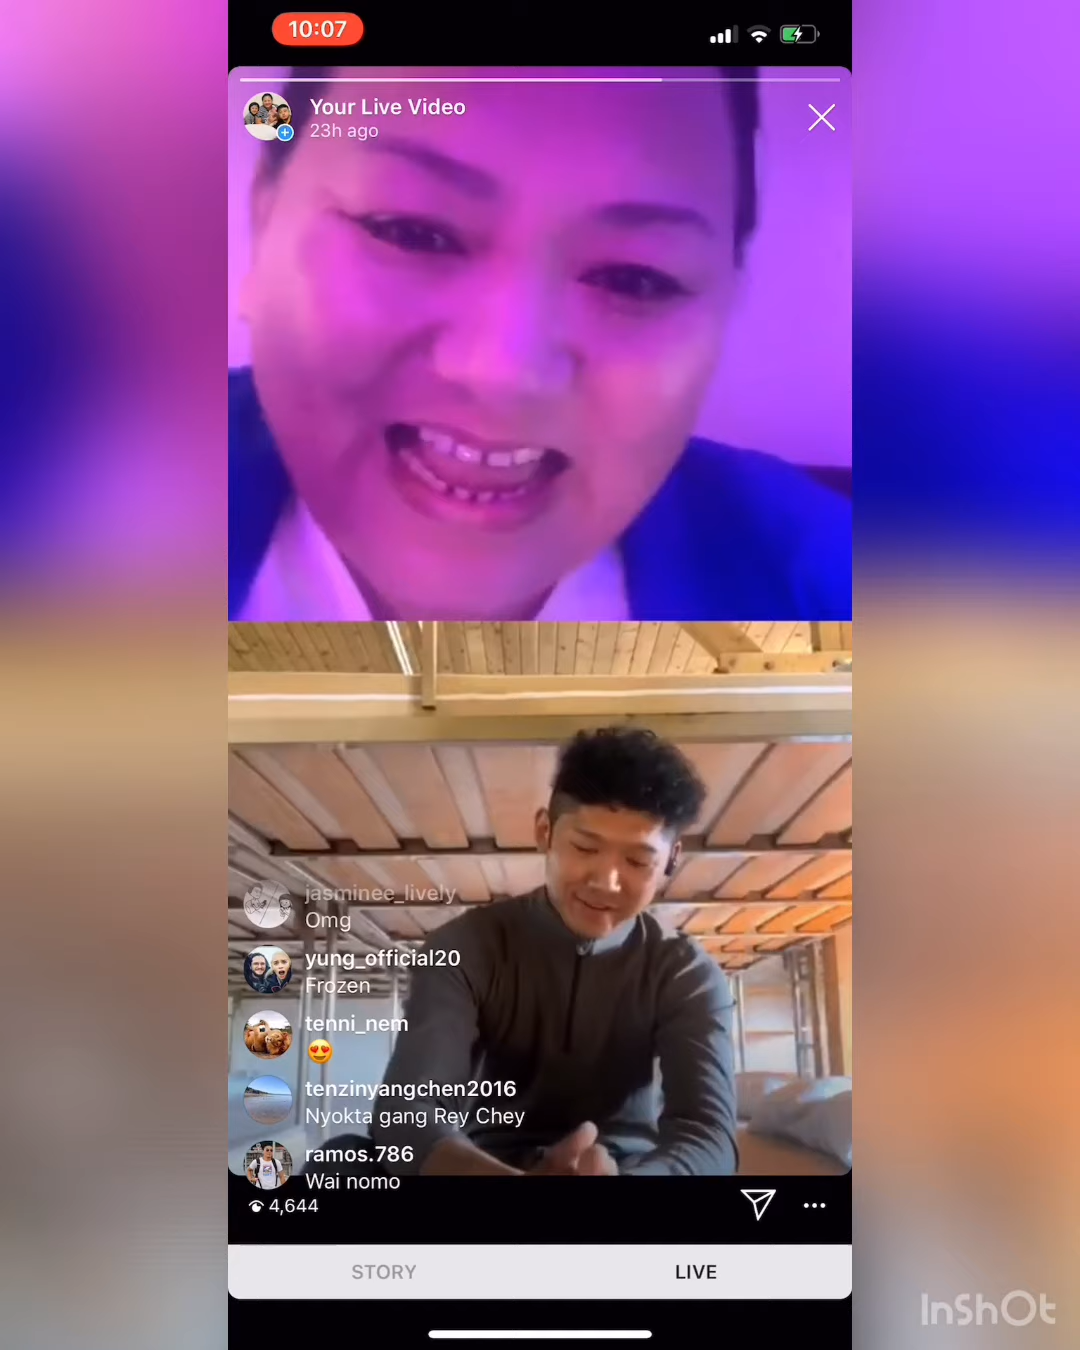 10:07
Your Live Video
23h ago
jasminee_lively
Omg
yung_official20
Frozen
tenni_nem
😍
tenzinyangchen2016
Nyokta gang Rey Chey
ramos.786
Wai nomo
4,644
STORY
LIVE
InShOt